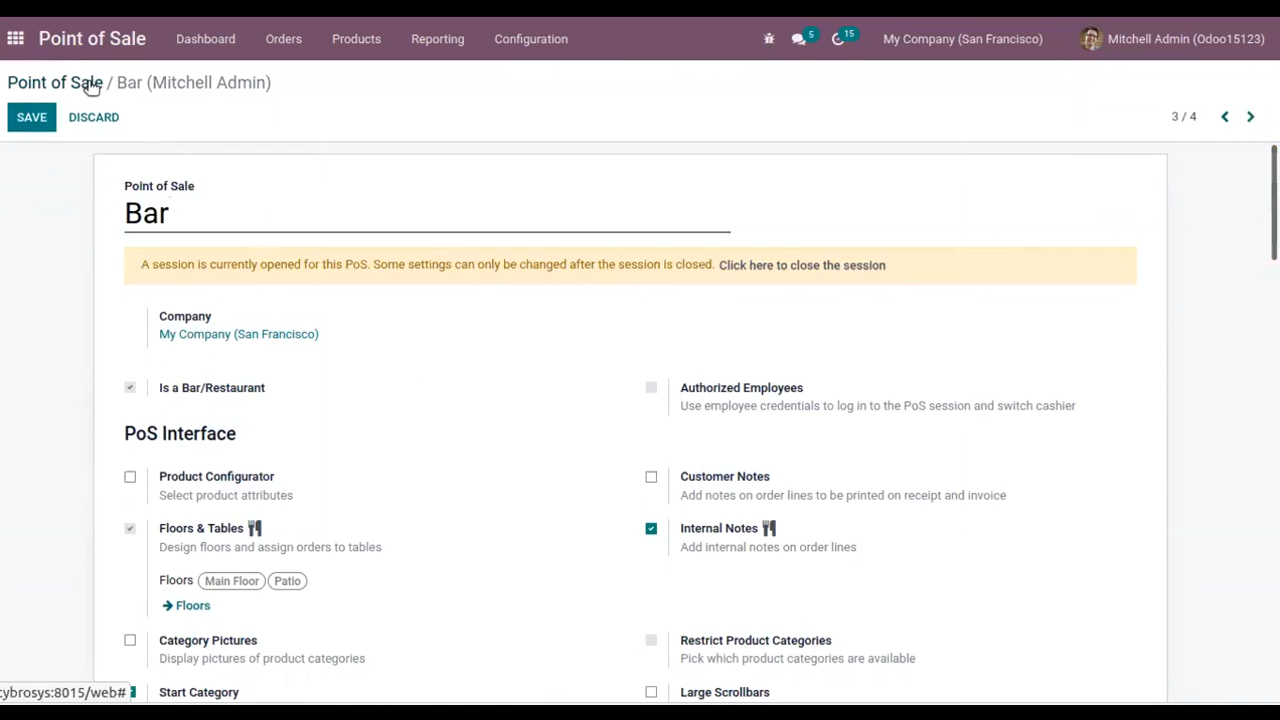 Point of Sale Dashboard Orders Products Reporting Configuration 5 15 My Company (San Francisco) Mitchell Admin (Odoo15123)
Point of Sale / Bar (Mitchell Admin)
SAVE DISCARD 3 / 4
Point of Sale
Bar
A session is currently opened for this PoS. Some settings can only be changed after the session is closed. Click here to close the session
Company
My Company (San Francisco)
Is a Bar/Restaurant
Authorized Employees
Use employee credentials to log in to the PoS session and switch cashier
PoS Interface
Product Configurator
Select product attributes
Customer Notes
Add notes on order lines to be printed on receipt and invoice
Floors & Tables
Design floors and assign orders to tables
Floors Main Floor Patio
Floors
Internal Notes
Add internal notes on order lines
Category Pictures
Display pictures of product categories
Restrict Product Categories
Pick which product categories are available
Start Category
Large Scrollbars
cybrosys:8015/web#